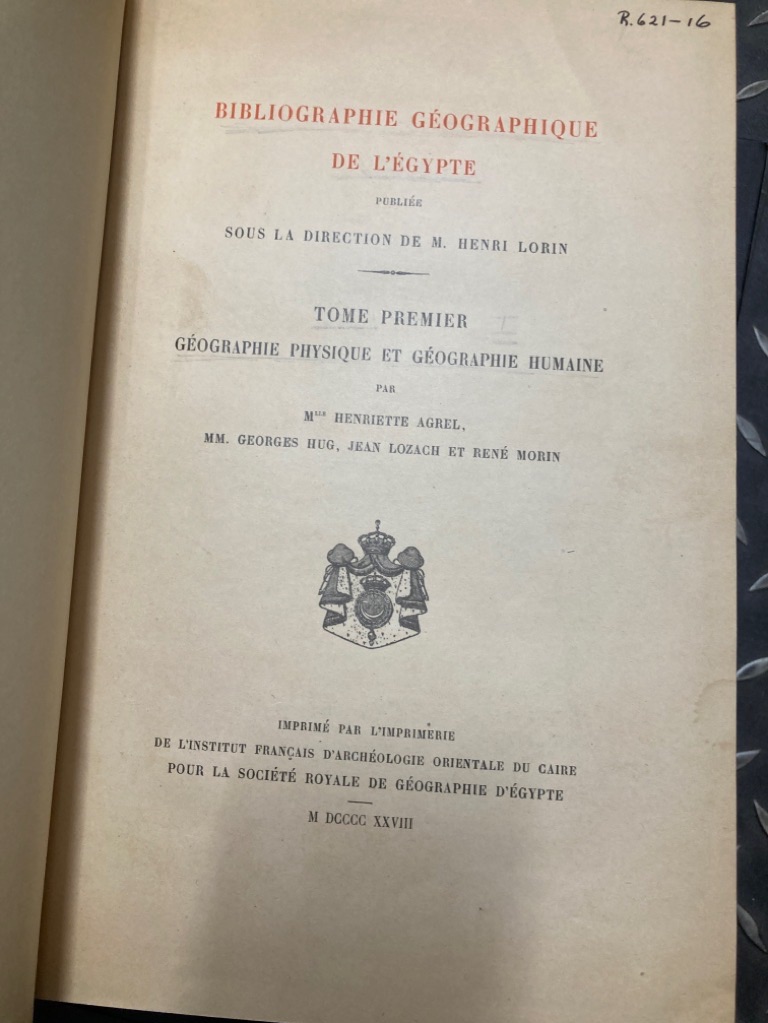 R.621-16
BIBLIOGRAPHIE GÉOGRAPHIQUE
DE L'ÉGYPTE
PUBLIÉE
SOUS LA DIRECTION DE M. HENRI LORIN
TOME PREMIER
I
GÉOGRAPHIE PHYSIQUE ET GÉOGRAPHIE HUMAINE
PAR
Mlle HENRIETTE AGREL,
MM. GEORGES HUG, JEAN LOZACH ET RENÉ MORIN
IMPRIMÉ PAR L'IMPRIMERIE
DE L'INSTITUT FRANÇAIS D'ARCHÉOLOGIE ORIENTALE DU CAIRE
POUR LA SOCIÉTÉ ROYALE DE GÉOGRAPHIE D'ÉGYPTE
M DCCCC XXVIII